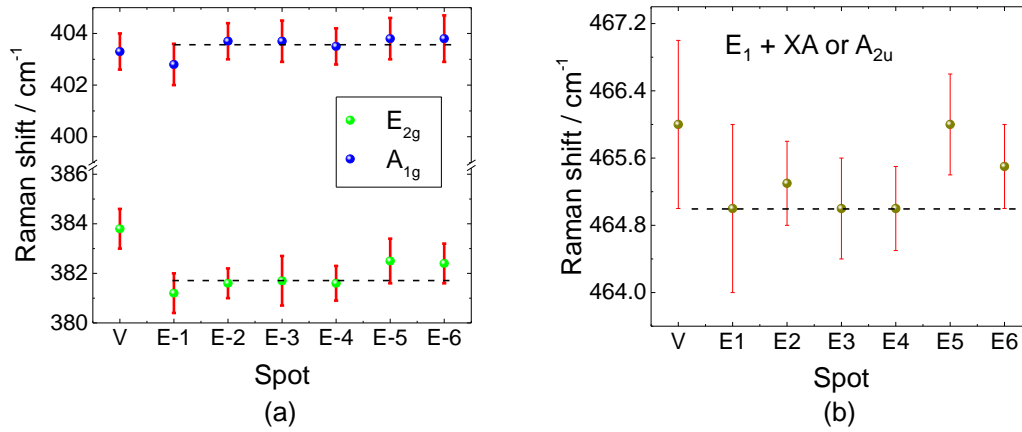 404
402
400
386
384
382
380
Raman shift / cm-1
E2g
A1g
V E-1 E-2 E-3 E-4 E-5 E-6
Spot
(a)
467.2
466.4
465.6
464.8
464.0
Raman shift / cm-1
E1 + XA or A2u
V E1 E2 E3 E4 E5 E6
Spot
(b)